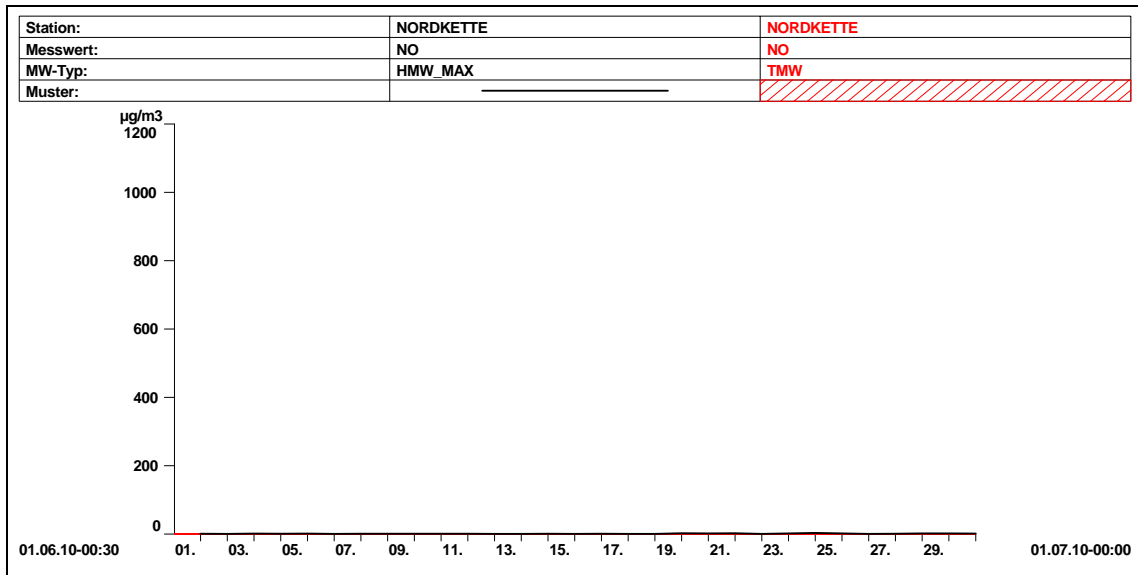 Station: NORDKETTE NORDKETTE
Messwert: NO NO
MW-Typ: HMW_MAX TMW
Muster:
µg/m3
1200
1000
800
600
400
200
0
01.06.10-00:30 01. 03. 05. 07. 09. 11. 13. 15. 17. 19. 21. 23. 25. 27. 29. 01.07.10-00:00